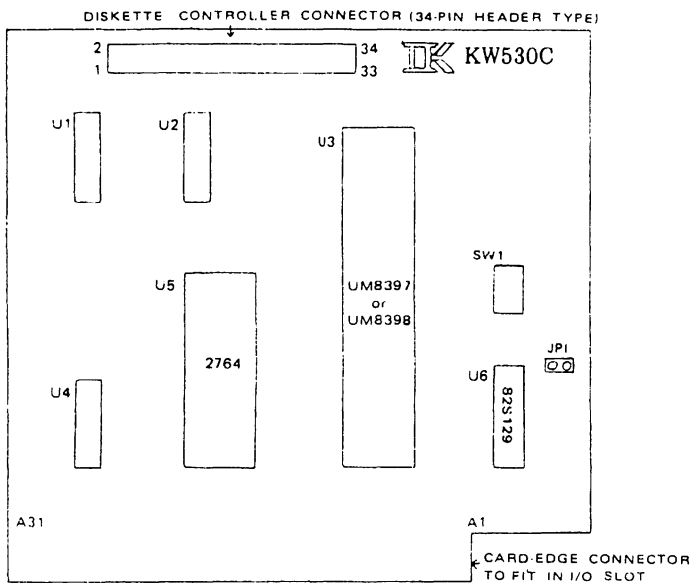 DISKETTE CONTROLLER CONNECTOR (34-PIN HEADER TYPE)
2
34
1
33
DK KW530C
U1
U2
U3
SW1
U5
UM8397
or
UM8398
JP1
2764
U6
U4
82S129
A31
A1
CARD-EDGE CONNECTOR
TO FIT IN I/O SLOT